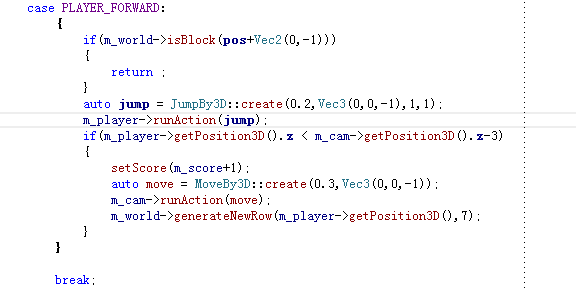 case PLAYER_FORWARD:
{
if(m_world->isBlock(pos+Vec2(0,-1)))
{
return ;
}
auto jump = JumpBy3D::create(0.2,Vec3(0,0,-1),1,1);
m_player->runAction(jump);
if(m_player->getPosition3D().z < m_cam->getPosition3D().z-3)
{
setScore(m_score+1);
auto move = MoveBy3D::create(0.3,Vec3(0,0,-1));
m_cam->runAction(move);
m_world->generateNewRow(m_player->getPosition3D(),7);
}
}
break;